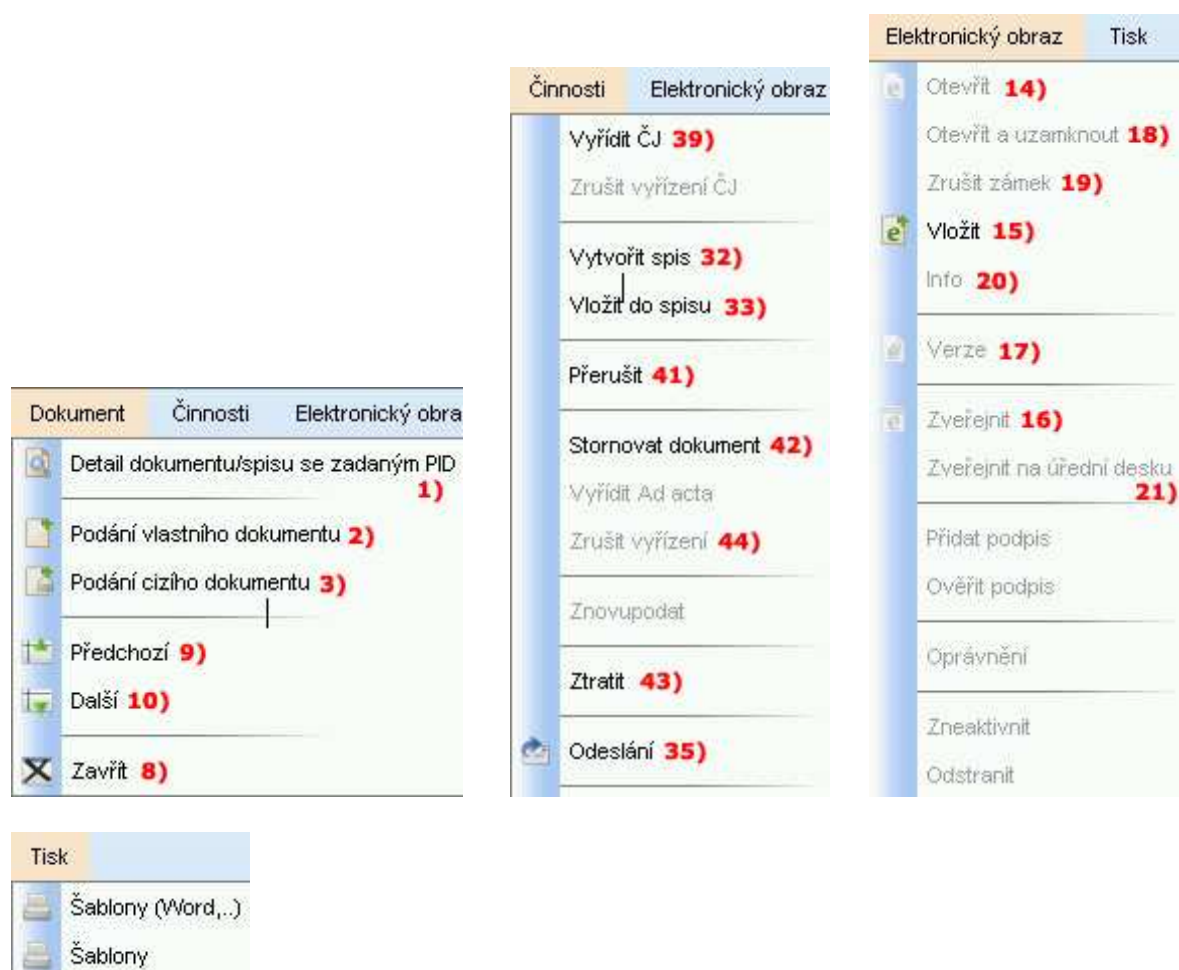 Dokument Činnosti Elektronický obra
Detail dokumentu/spisu se zadaným PID
1)
Podání vlastního dokumentu 2)
Podání cizího dokumentu 3)
Předchozí 9)
Další 10)
Zavřít 8)
Činnosti Elektronický obraz
Vyřídit ČJ 39)
Zrušit vyřízení ČJ
Vytvořit spis 32)
Vložit do spisu 33)
Přerušit 41)
Stornovat dokument 42)
Vyřídit Ad acta
Zrušit vyřízení 44)
Znovupodat
Ztratit 43)
Odeslání 35)
Elektronický obraz Tisk
Otevřít 14)
Otevřít a uzamknout 18)
Zrušit zámek 19)
Vložit 15)
Info 20)
Verze 17)
Zveřejnit 16)
Zveřejnit na úřední desku
21)
Přidat podpis
Ověřit podpis
Oprávnění
Zneaktivnit
Odstranit
Tisk
Šablony (Word,..)
Šablony